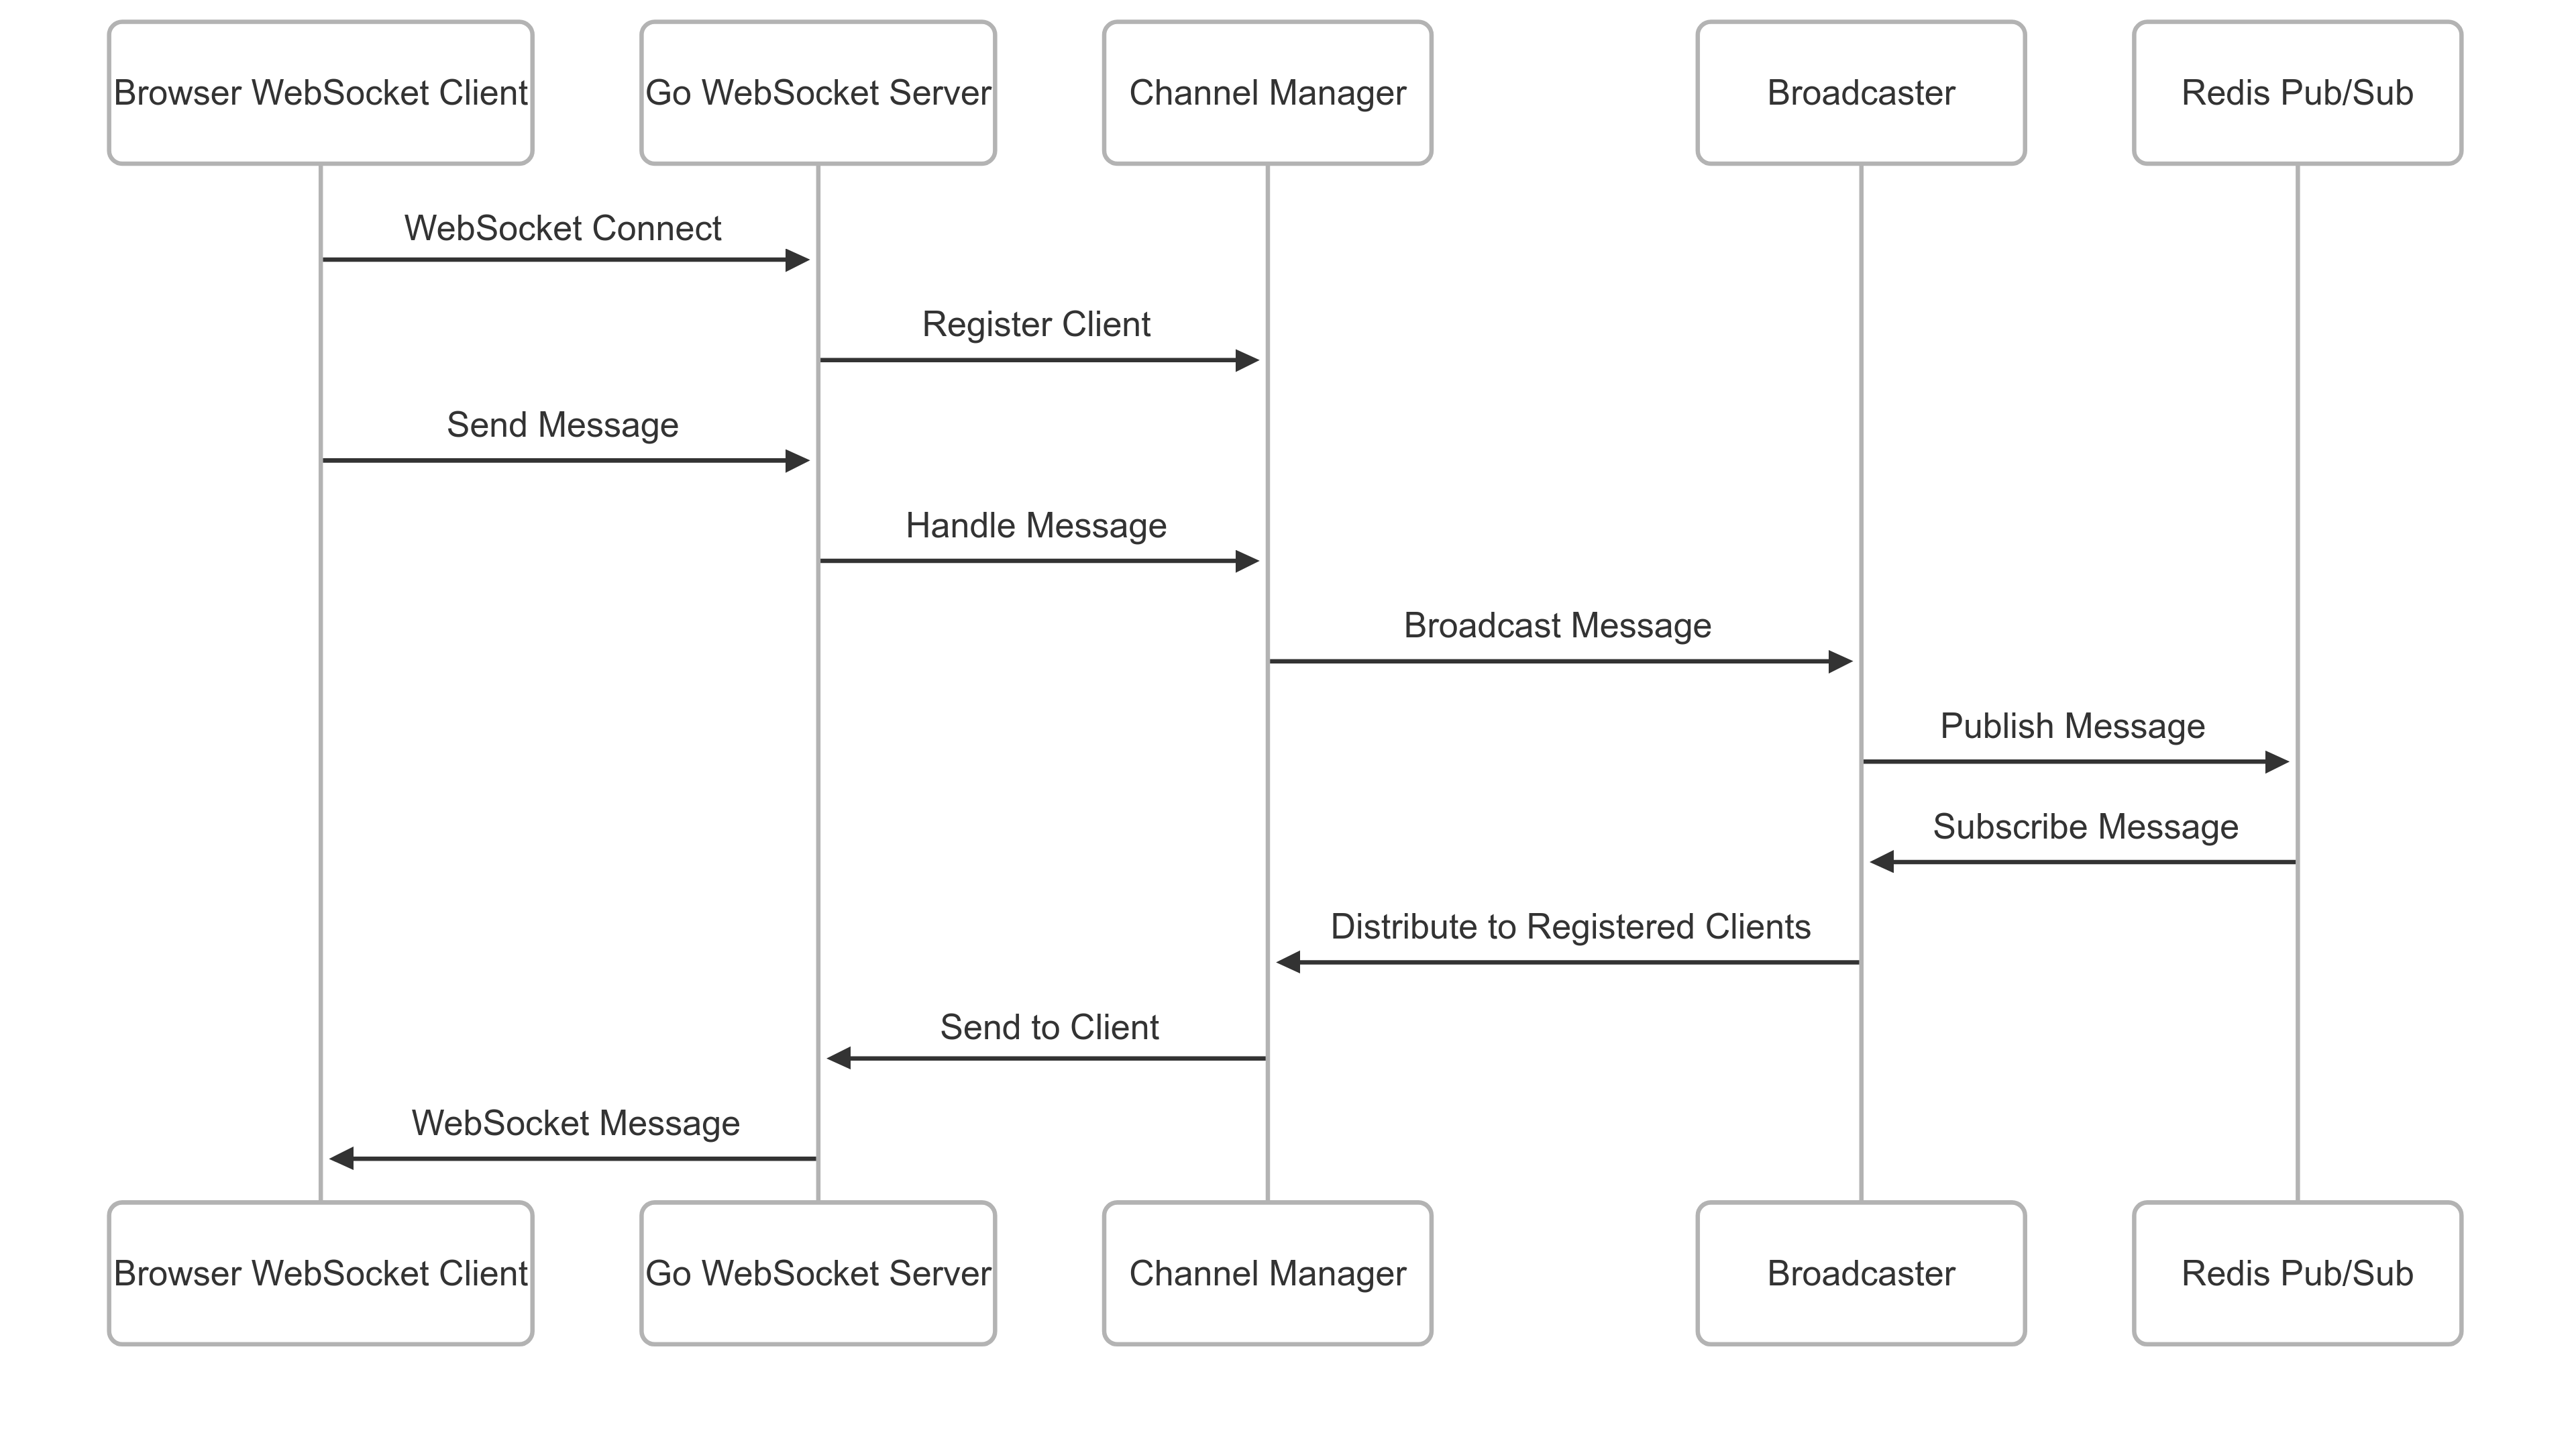 Browser WebSocket Client
Go WebSocket Server
Channel Manager
Broadcaster
Redis Pub/Sub
WebSocket Connect
Register Client
Send Message
Handle Message
Broadcast Message
Publish Message
Subscribe Message
Distribute to Registered Clients
Send to Client
WebSocket Message
Browser WebSocket Client
Go WebSocket Server
Channel Manager
Broadcaster
Redis Pub/Sub